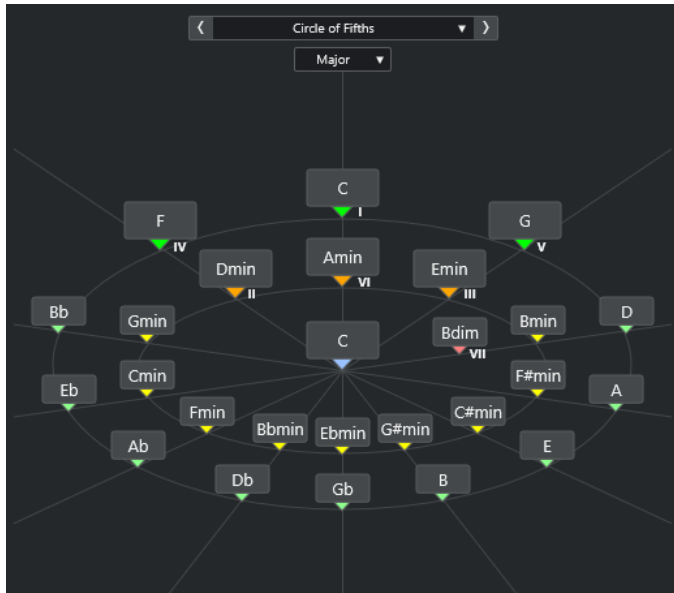 Circle of Fifths
Major
C
I
F
IV
G
V
Amin
VI
Dmin
II
Emin
III
Bb
Gmin
C
Bdim
VII
Bmin
D
Eb
Cmin
F#min
A
Fmin
C#min
Bbmin
Ebmin
G#min
Ab
E
Db
Gb
B